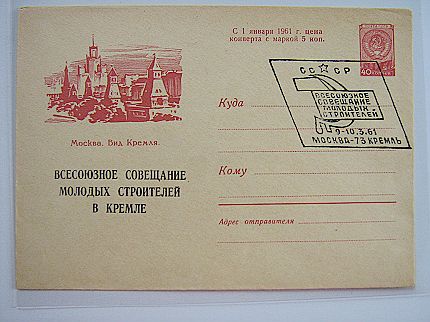 С 1 января 1961 г. цена
конверта с маркой 5 коп.
40 КОПЕЕК
СССР
ВСЕСОЮЗНОЕ
СОВЕЩАНИЕ
МОЛОДЫХ
СТРОИТЕЛЕЙ
9-10.3.61
МОСКВА-73 КРЕМЛЬ
Куда
Москва. Вид Кремля.
Кому
ВСЕСОЮЗНОЕ СОВЕЩАНИЕ
МОЛОДЫХ СТРОИТЕЛЕЙ
В КРЕМЛЕ
Адрес отправителя